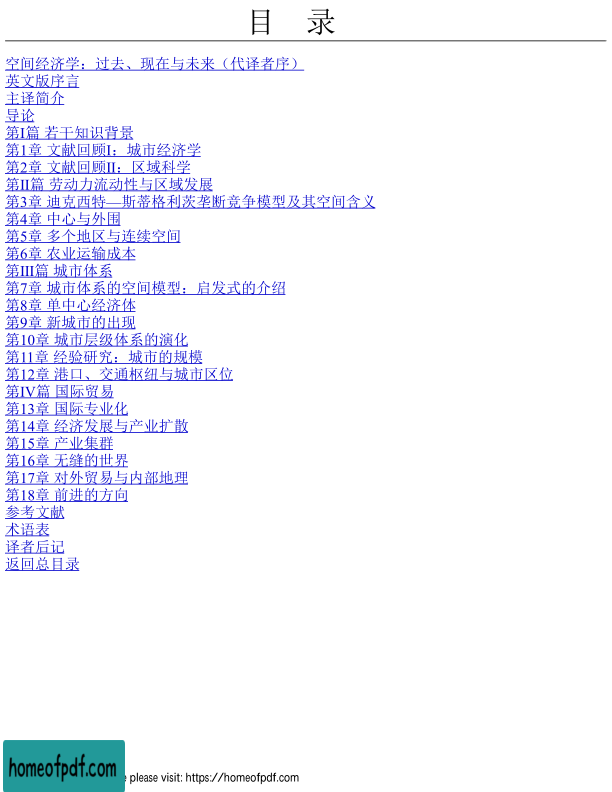 目 录
空间经济学：过去、现在与未来（代译者序）
英文版序言
主译简介
导论
第I篇 若干知识背景
第1章 文献回顾I：城市经济学
第2章 文献回顾II：区域科学
第II篇 劳动力流动性与区域发展
第3章 迪克西特—斯蒂格利茨垄断竞争模型及其空间含义
第4章 中心与外围
第5章 多个地区与连续空间
第6章 农业运输成本
第III篇 城市体系
第7章 城市体系的空间模型：启发式的介绍
第8章 单中心经济体
第9章 新城市的出现
第10章 城市层级体系的演化
第11章 经验研究：城市的规模
第12章 港口、交通枢纽与城市区位
第IV篇 国际贸易
第13章 国际专业化
第14章 经济发展与产业扩散
第15章 产业集群
第16章 无缝的世界
第17章 对外贸易与内部地理
第18章 前进的方向
参考文献
术语表
译者后记
返回总目录
homeofpdf.com
please visit: https://homeofpdf.com